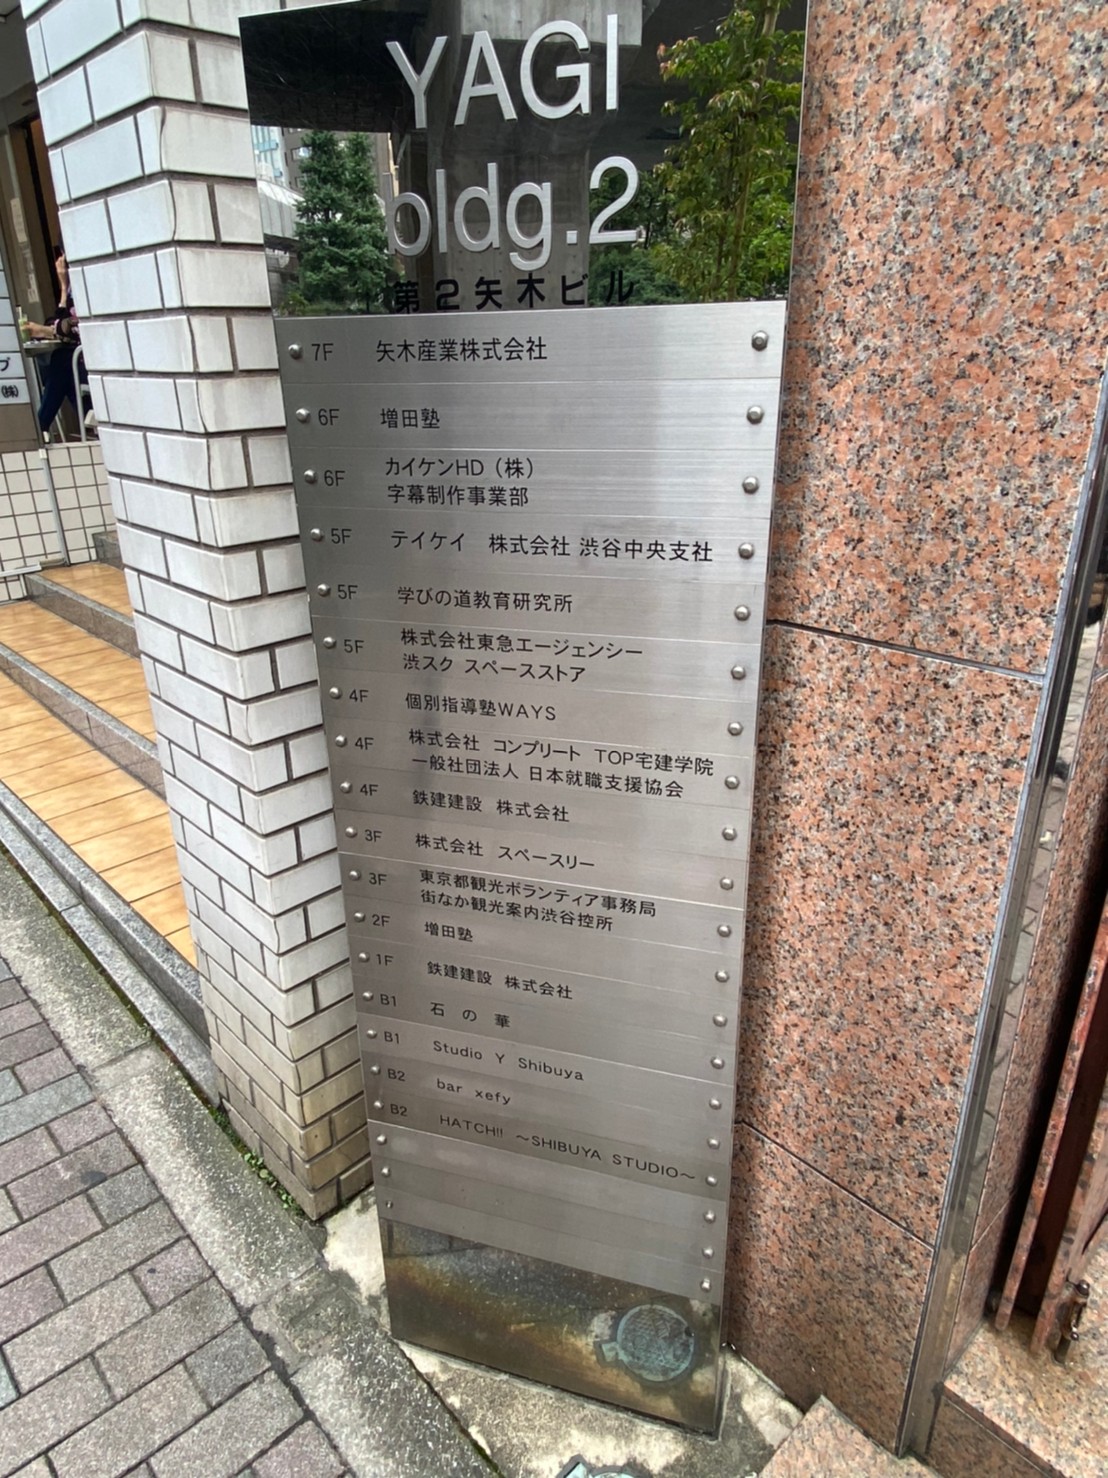 YAGI
bldg.2
第2矢木ビル
7F 矢木産業株式会社
6F 増田塾
6F カイケンHD（株）
字幕制作事業部
5F テイケイ 株式会社 渋谷中央支社
5F 学びの道教育研究所
5F 株式会社東急エージェンシー
渋スク スペースストア
4F 個別指導塾WAYS
4F 株式会社 コンプリート TOP宅建学院
一般社団法人 日本就職支援協会
4F 鉄建建設 株式会社
3F 株式会社 スペースリー
3F 東京都観光ボランティア事務局
街なか観光案内渋谷控所
2F 増田塾
1F 鉄建建設 株式会社
B1 石の華
B1 Studio Y Shibuya
B2 bar xefy
B2 HATCH!! ～SHIBUYA STUDIO～
プ
㈱